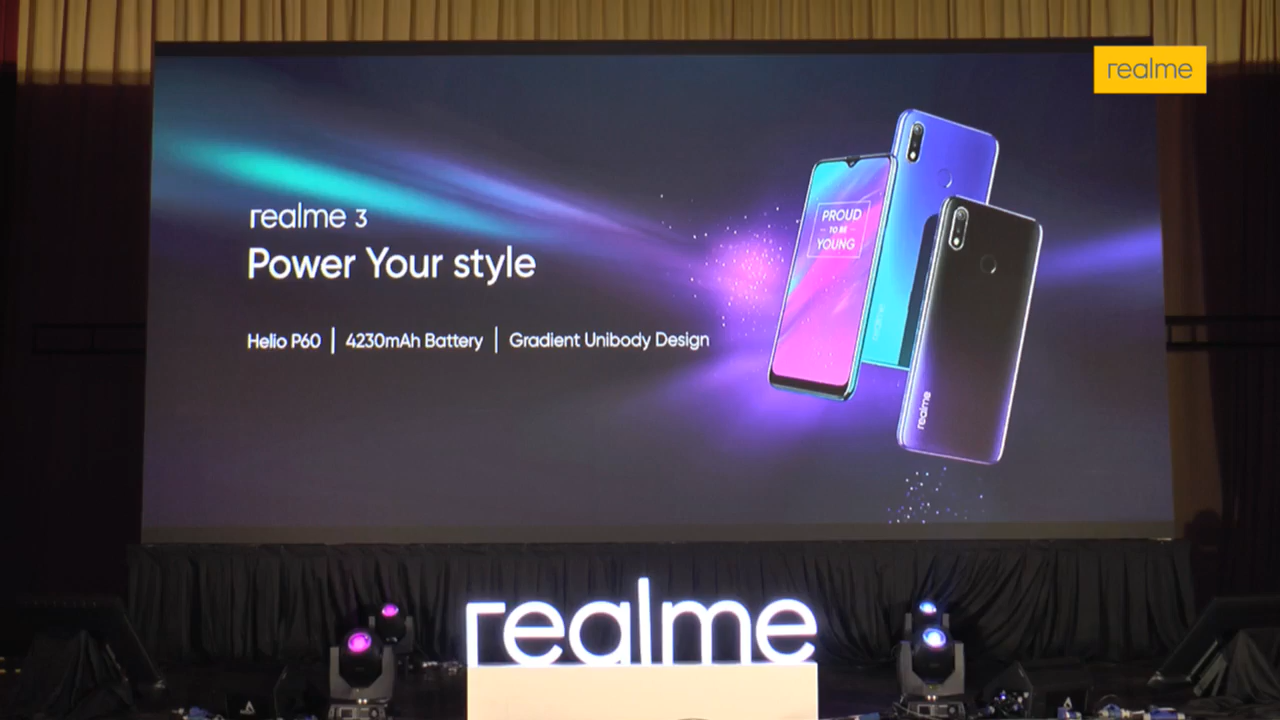 realme
realme 3
Power Your style
Helio P60 | 4230mAh Battery | Gradient Unibody Design
PROUD
TO BE
YOUNG
realme
realme
realme